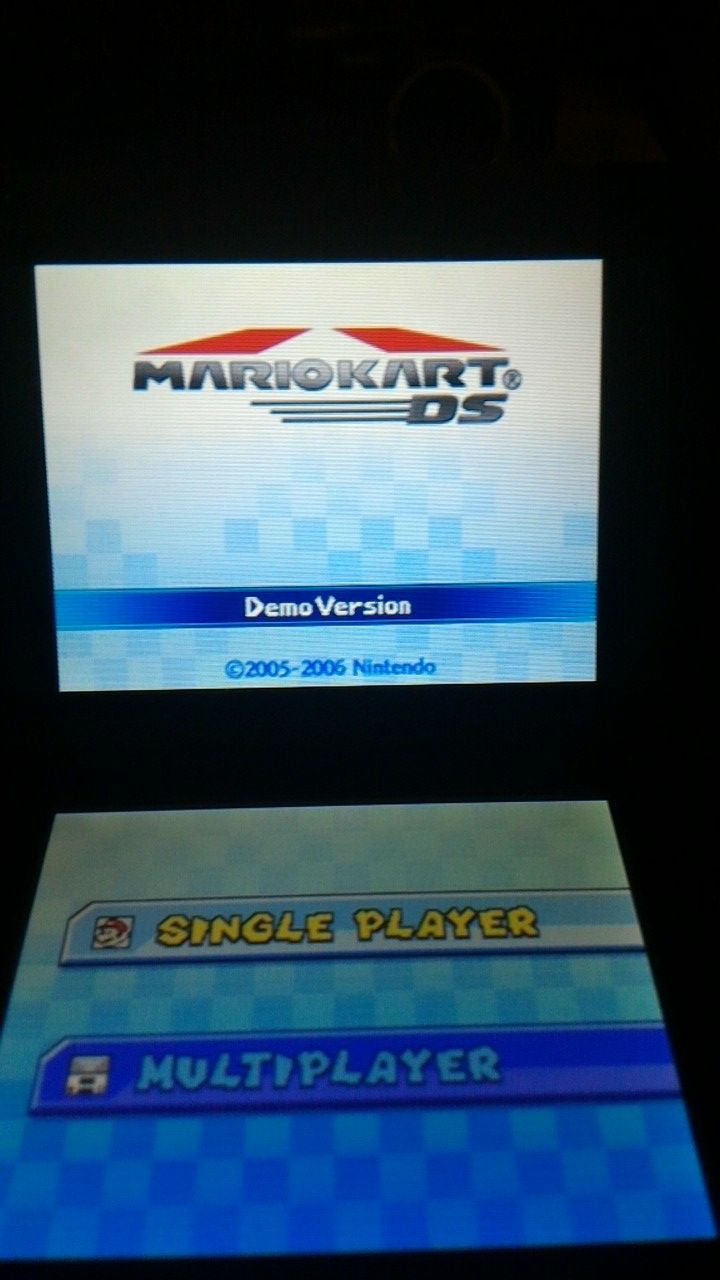 MARIOKART®
DS
Demo Version
©2005-2006 Nintendo
SINGLE PLAYER
MULTIPLAYER